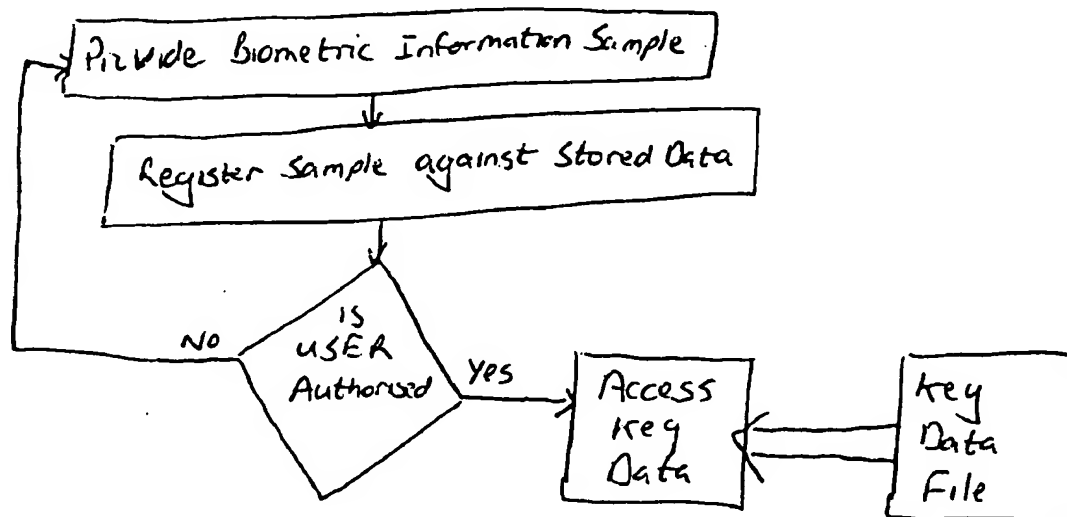 Provide Biometric Information Sample
Register Sample against Stored Data
Is
USER
Authorised
No
Yes
Access
Key
Data
Key
Data
File